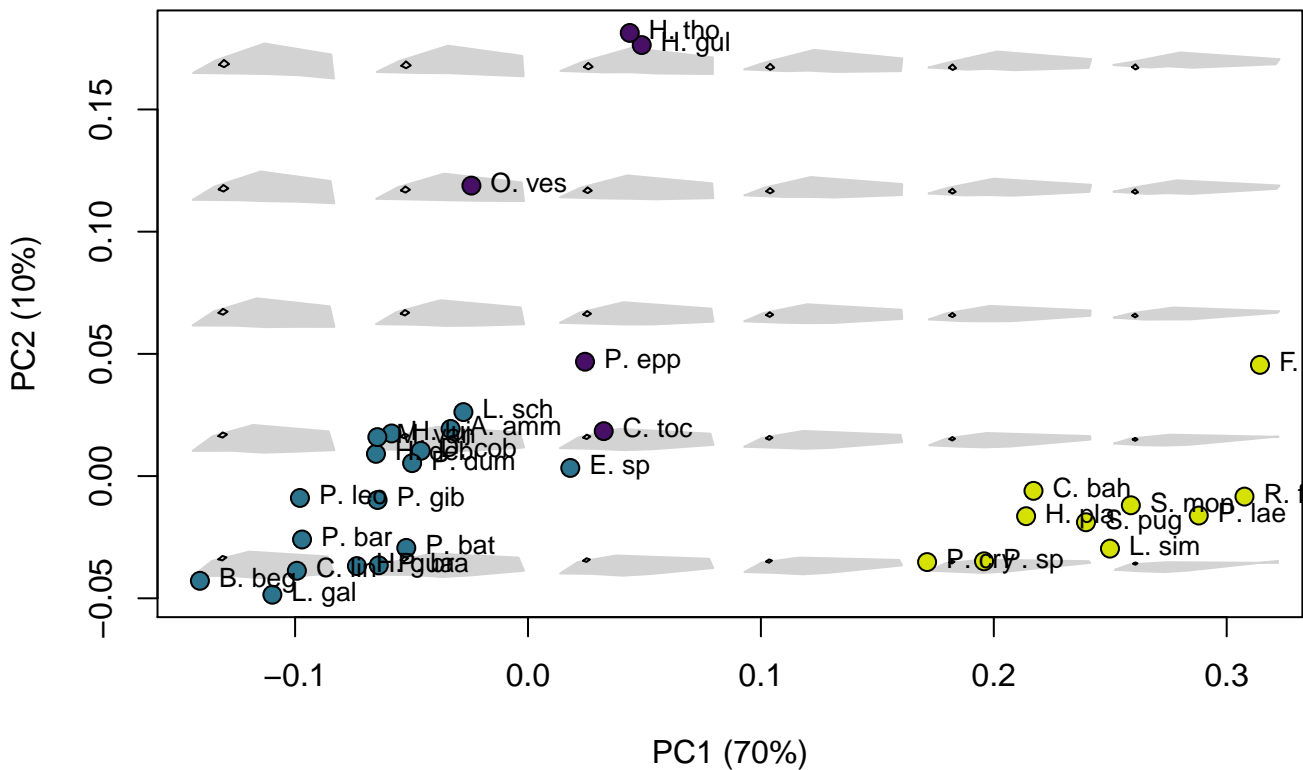 H. tho
H. gul
O. ves
P. epp
F.
L. sch
A. amm
C. toc
cob
P. dum
E. sp
P. leo
P. gib
C. bah
S. mon
R. f
H. pla
S. pug
P. lae
P. bar
P. bat
L. sim
C. lin
P. cry
P. sp
B. beg
L. gal
PC2 (10%)
0.15
0.10
0.05
0.00
−0.05
−0.1
0.0
0.1
0.2
0.3
PC1 (70%)